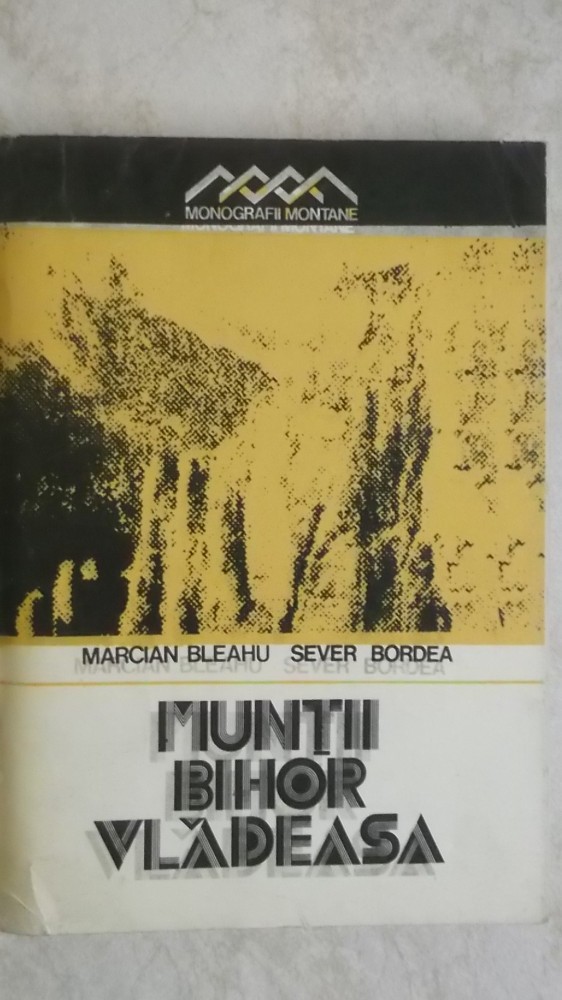 MONOGRAFII MONTANE
MARCIAN BLEAHU SEVER BORDEA
MUNȚII
BIHOR
VLĂDEASA